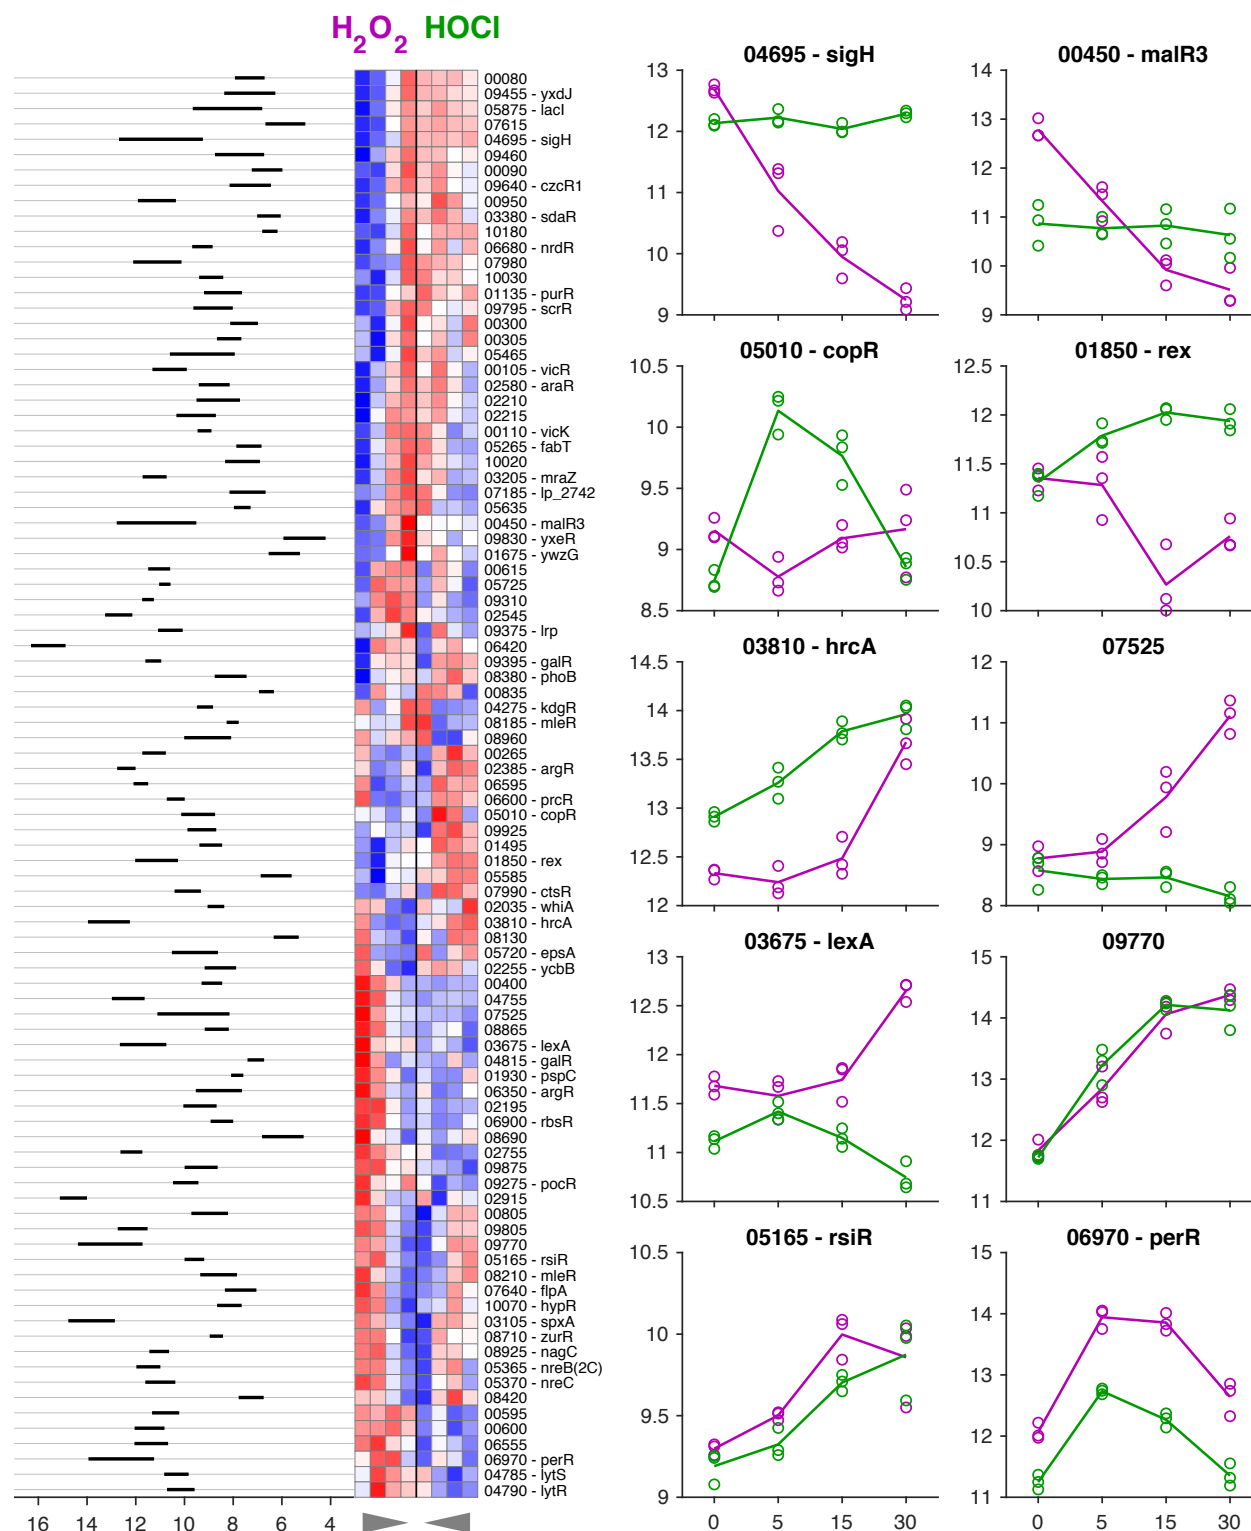 H2O2 HOCl
00080
09455 - yxdJ
05875 - lacI
07615
04695 - sigH
09460
00090
09640 - czcR1
00950
03380 - sdaR
10180
06680 - nrdR
07980
10030
01135 - purR
09795 - scrR
00300
00305
05465
00105 - vicR
02580 - araR
02210
02215
00110 - vicK
05265 - fabT
10020
03205 - mraZ
07185 - lp_2742
05635
00450 - malR3
09830 - yxeR
01675 - ywzG
00615
05725
09310
02545
09375 - lrp
06420
09395 - galR
08380 - phoB
00835
04275 - kdgR
08185 - mleR
08960
00265
02385 - argR
06595
06600 - prcR
05010 - copR
09925
01495
01850 - rex
05585
07990 - ctsR
02035 - whiA
03810 - hrcA
08130
05720 - epsA
02255 - ycbB
00400
04755
07525
08865
03675 - lexA
04815 - galR
01930 - pspC
06350 - argR
02195
06900 - rbsR
08690
02755
09875
09275 - pocR
02915
00805
09805
09770
05165 - rsiR
08210 - mleR
07640 - flpA
10070 - hypR
03105 - spxA
08710 - zurR
08925 - nagC
05365 - nreB(2C)
05370 - nreC
08420
00595
00600
06555
06970 - perR
04785 - lytS
04790 - lytR
16 14 12 10 8 6 4
04695 - sigH
13
12
11
10
9
00450 - malR3
14
13
12
11
10
9
05010 - copR
10.5
10
9.5
9
8.5
01850 - rex
12.5
12
11.5
11
10.5
10
03810 - hrcA
14.5
14
13.5
13
12.5
12
07525
12
11
10
9
8
03675 - lexA
13
12.5
12
11.5
11
10.5
09770
15
14
13
12
11
05165 - rsiR
10.5
10
9.5
9
0 5 15 30
06970 - perR
15
14
13
12
11
0 5 15 30